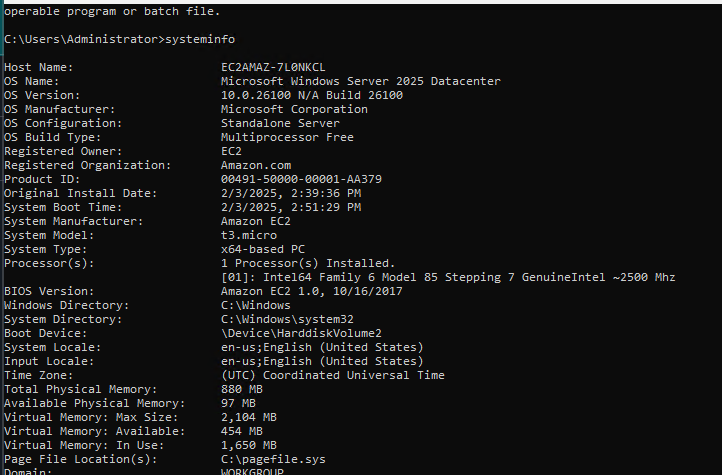 operable program or batch file.
C:\Users\Administrator>systeminfo
Host Name: EC2AMAZ-7L0NKCL
OS Name: Microsoft Windows Server 2025 Datacenter
OS Version: 10.0.26100 N/A Build 26100
OS Manufacturer: Microsoft Corporation
OS Configuration: Standalone Server
OS Build Type: Multiprocessor Free
Registered Owner: EC2
Registered Organization: Amazon.com
Product ID: 00491-50000-00001-AA379
Original Install Date: 2/3/2025, 2:39:36 PM
System Boot Time: 2/3/2025, 2:51:29 PM
System Manufacturer: Amazon EC2
System Model: t3.micro
System Type: x64-based PC
Processor(s): 1 Processor(s) Installed.
[01]: Intel64 Family 6 Model 85 Stepping 7 GenuineIntel ~2500 Mhz
BIOS Version: Amazon EC2 1.0, 10/16/2017
Windows Directory: C:\Windows
System Directory: C:\Windows\system32
Boot Device: \Device\HarddiskVolume2
System Locale: en-us;English (United States)
Input Locale: en-us;English (United States)
Time Zone: (UTC) Coordinated Universal Time
Total Physical Memory: 880 MB
Available Physical Memory: 97 MB
Virtual Memory: Max Size: 2,104 MB
Virtual Memory: Available: 454 MB
Virtual Memory: In Use: 1,650 MB
Page File Location(s): C:\pagefile.sys
Domain: WORKGROUP